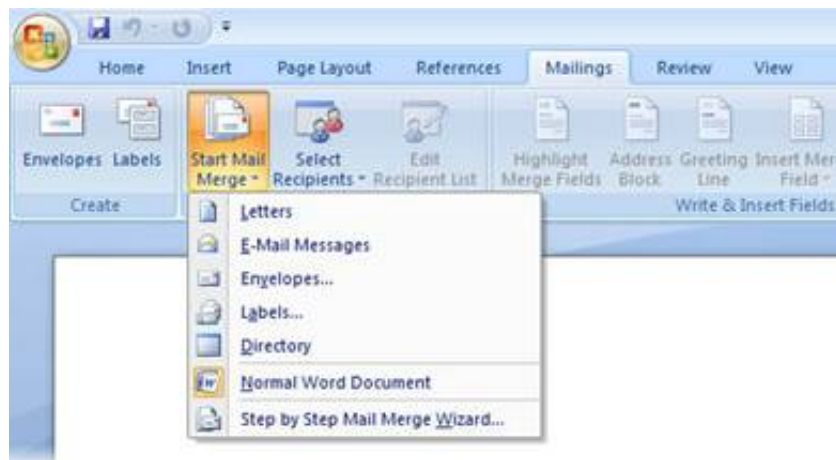 Home Insert Page Layout References Mailings Review View
Envelopes Labels Start Mail Merge Select Recipients Edit Recipient List Highlight Merge Fields Address Block Greeting Line Insert Field
Create Write & Insert Fields
Letters
E-Mail Messages
Envelopes...
Labels...
Directory
Normal Word Document
Step by Step Mail Merge Wizard...